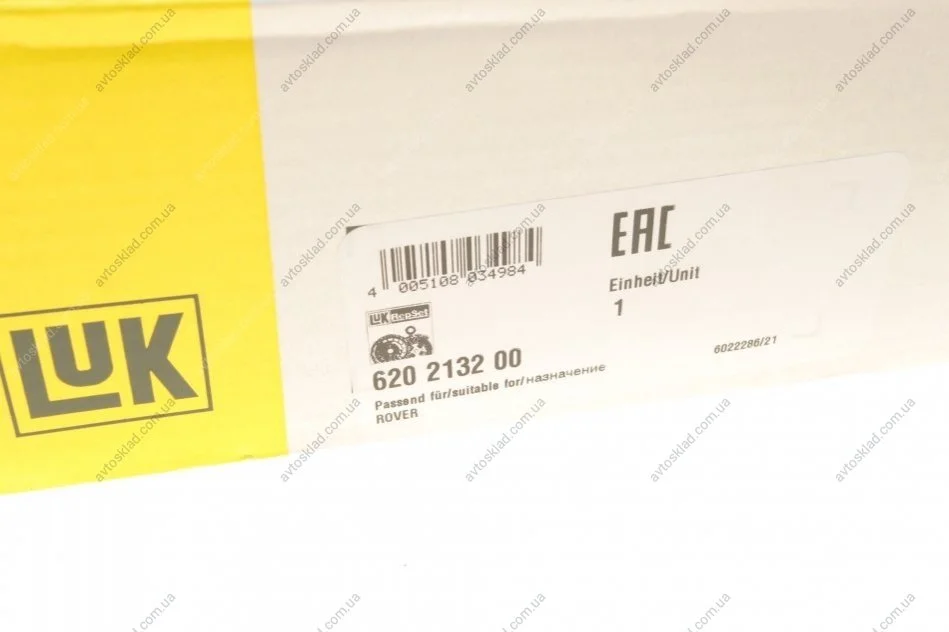 LUK
4 005108 034984
EAC
Einheit/Unit
1
LUK RepSet
620 2132 00
Passend für/suitable for/назначение
ROVER
6022286/21
avtosklad.com.ua